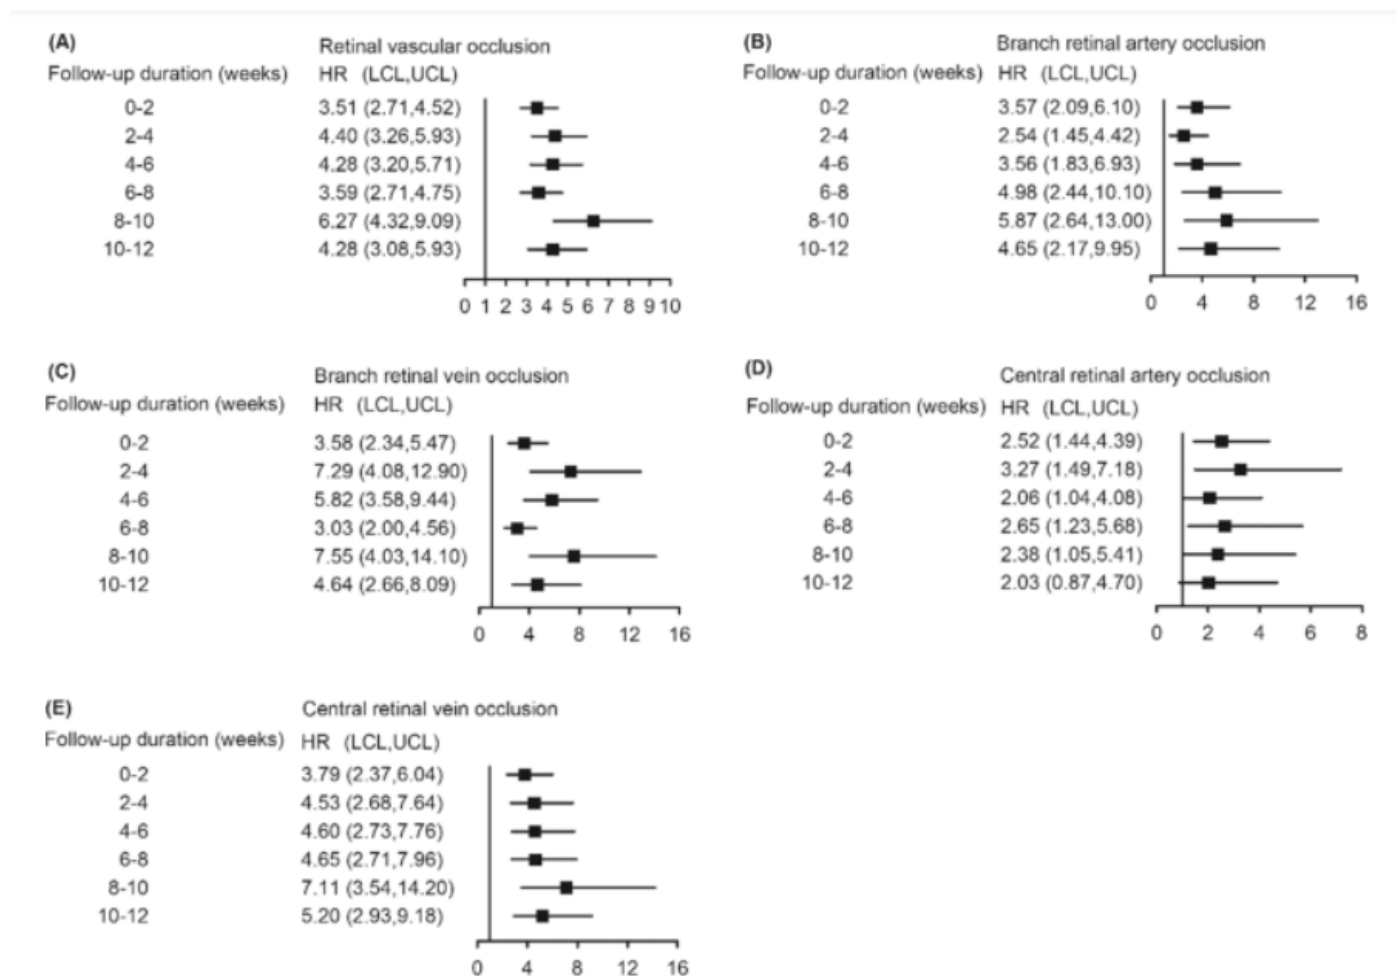 (A)
Retinal vascular occlusion
Follow-up duration (weeks) HR (LCL,UCL)
0-2 3.51 (2.71,4.52)
2-4 4.40 (3.26,5.93)
4-6 4.28 (3.20,5.71)
6-8 3.59 (2.71,4.75)
8-10 6.27 (4.32,9.09)
10-12 4.28 (3.08,5.93)
0 1 2 3 4 5 6 7 8 9 10
(B)
Branch retinal artery occlusion
Follow-up duration (weeks) HR (LCL,UCL)
0-2 3.57 (2.09,6.10)
2-4 2.54 (1.45,4.42)
4-6 3.56 (1.83,6.93)
6-8 4.98 (2.44,10.10)
8-10 5.87 (2.64,13.00)
10-12 4.65 (2.17,9.95)
0 4 8 12 16
(C)
Branch retinal vein occlusion
Follow-up duration (weeks) HR (LCL,UCL)
0-2 3.58 (2.34,5.47)
2-4 7.29 (4.08,12.90)
4-6 5.82 (3.58,9.44)
6-8 3.03 (2.00,4.56)
8-10 7.55 (4.03,14.10)
10-12 4.64 (2.66,8.09)
0 4 8 12 16
(D)
Central retinal artery occlusion
Follow-up duration (weeks) HR (LCL,UCL)
0-2 2.52 (1.44,4.39)
2-4 3.27 (1.49,7.18)
4-6 2.06 (1.04,4.08)
6-8 2.65 (1.23,5.68)
8-10 2.38 (1.05,5.41)
10-12 2.03 (0.87,4.70)
0 2 4 6 8
(E)
Central retinal vein occlusion
Follow-up duration (weeks) HR (LCL,UCL)
0-2 3.79 (2.37,6.04)
2-4 4.53 (2.68,7.64)
4-6 4.60 (2.73,7.76)
6-8 4.65 (2.71,7.96)
8-10 7.11 (3.54,14.20)
10-12 5.20 (2.93,9.18)
0 4 8 12 16